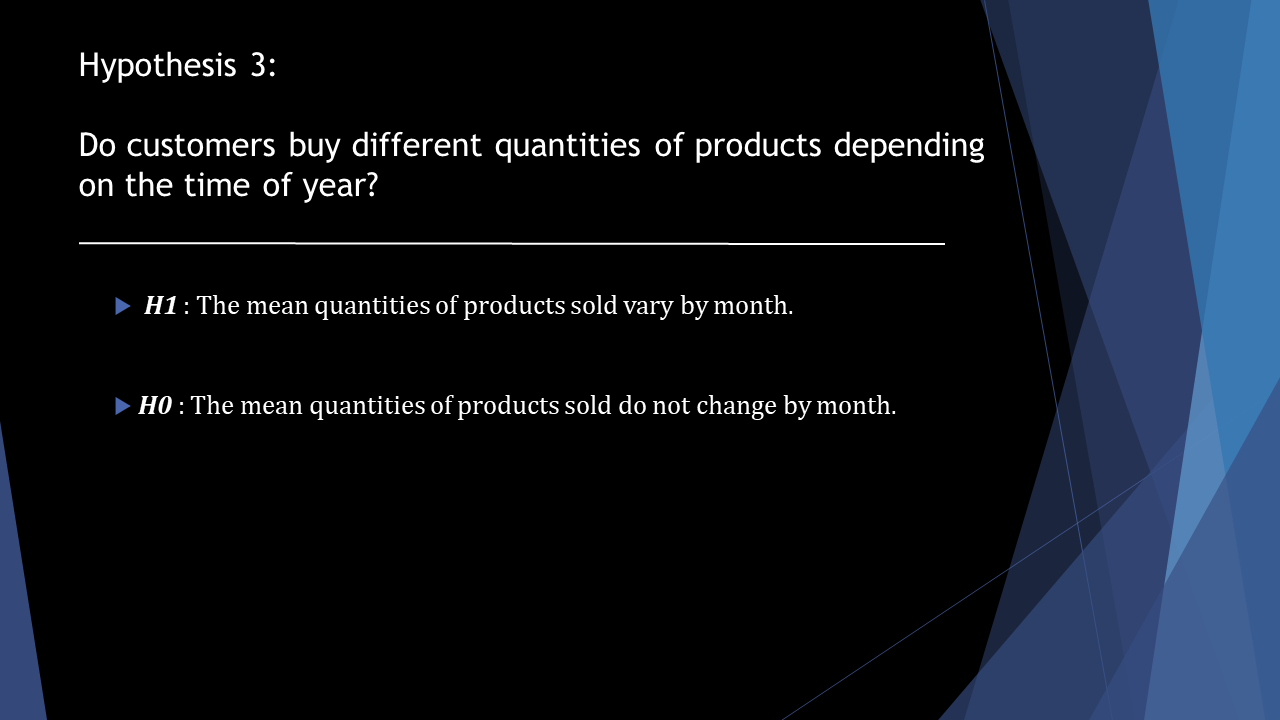 Hypothesis 3:
Do customers buy different quantities of products depending
on the time of year?
H1 : The mean quantities of products sold vary by month.
H0 : The mean quantities of products sold do not change by month.